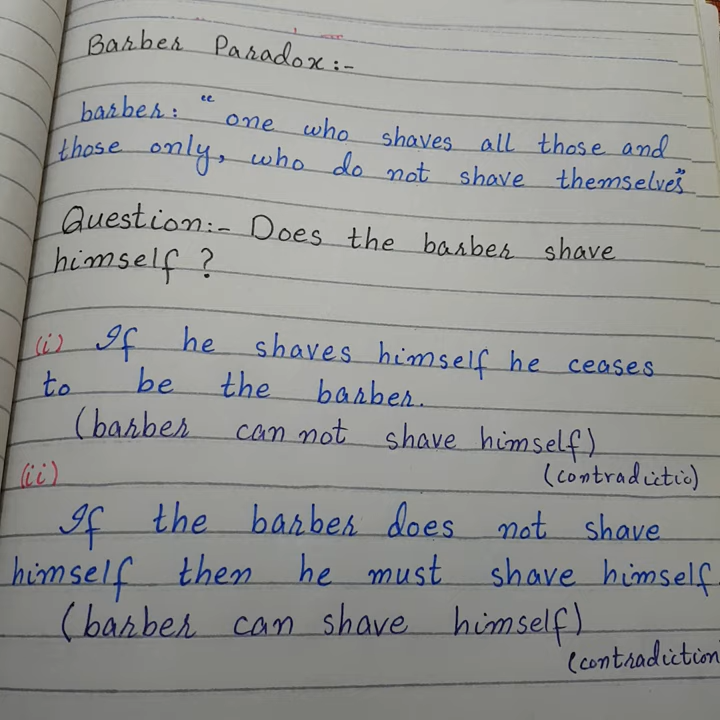 Barber Paradox:-
barber: "one who shaves all those and
those only, who do not shave themselves"
Question:- Does the barber shave
himself ?
(i) If he shaves himself he ceases
to be the barber.
(barber can not shave himself)
(contradictio)
(ii)
If the barber does not shave
himself then he must shave himself.
(barber can shave himself)
(contradiction